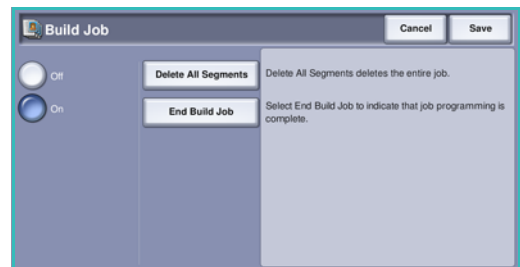 Build Job
Cancel
Save
Off
On
Delete All Segments
End Build Job
Delete All Segments deletes the entire job.
Select End Build Job to indicate that job programming is
complete.